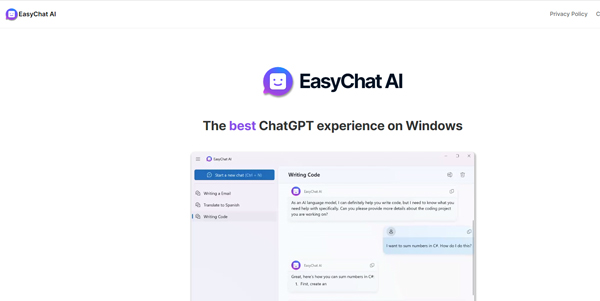 EasyChat AI
Privacy Policy
C
EasyChat AI
The best ChatGPT experience on Windows
EasyChat AI
Start a new chat (Ctrl + N)
Writing a Email
Translate to Spanish
Writing Code
Writing Code
EasyChat AI
As an AI language model, I can definitely help you write code, but I need to know what you
need help with specifically. Can you please provide more details about the coding project
you are working on?
I want to sum numbers in C#. How do I do this?
EasyChat AI
Great, here's how you can sum numbers in C#:
1. First, create an